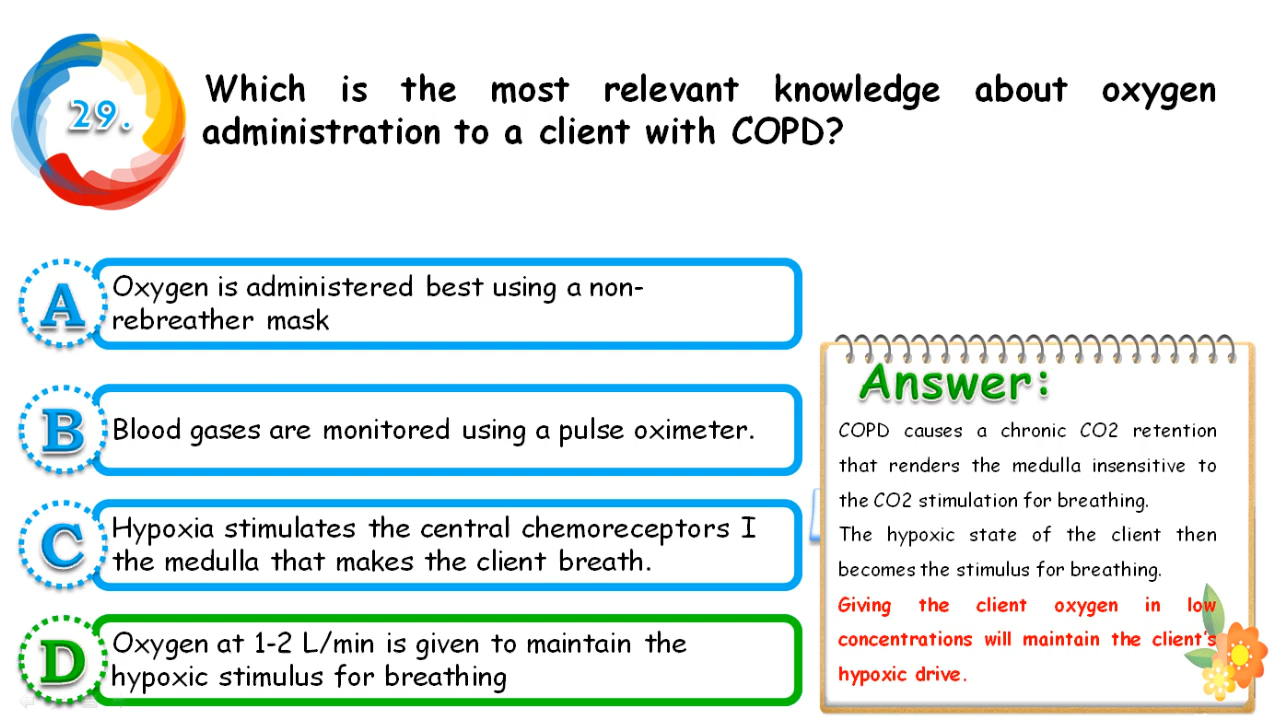 29.
Which is the most relevant knowledge about oxygen
administration to a client with COPD?
A
Oxygen is administered best using a non-
rebreather mask
B
Blood gases are monitored using a pulse oximeter.
C
Hypoxia stimulates the central chemoreceptors I
the medulla that makes the client breath.
D
Oxygen at 1-2 L/min is given to maintain the
hypoxic stimulus for breathing
Answer:
COPD causes a chronic CO2 retention
that renders the medulla insensitive to
the CO2 stimulation for breathing.
The hypoxic state of the client then
becomes the stimulus for breathing.
Giving the client oxygen in low
concentrations will maintain the client's
hypoxic drive.